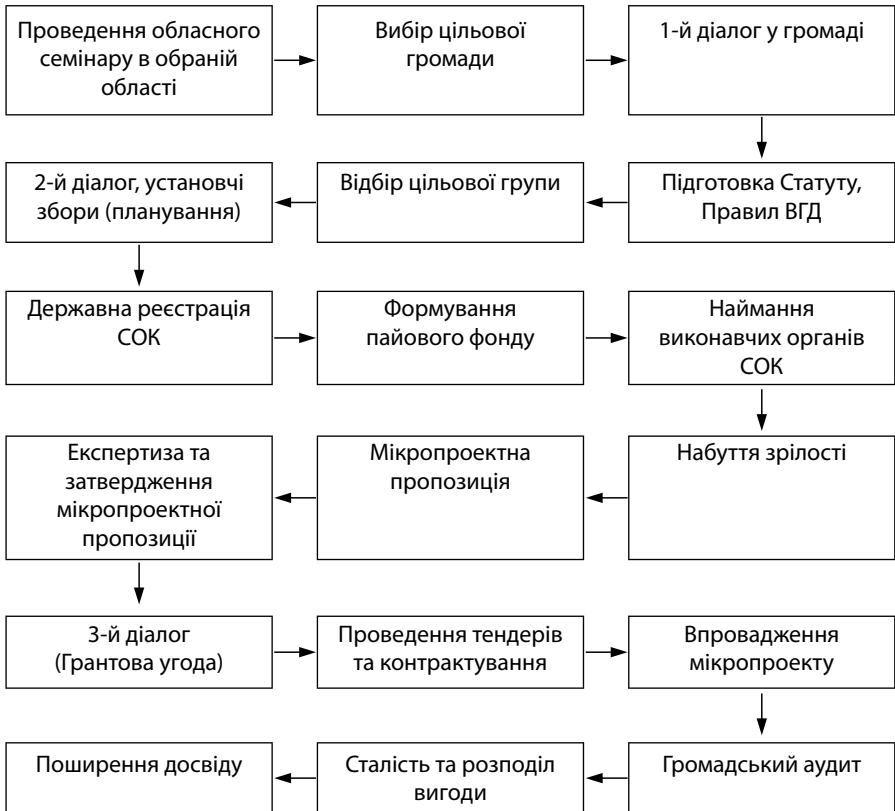 Проведення обласного
семінару в обраній
області
Вибір цільової
громади
1-й діалог у громаді
2-й діалог, установчі
збори (планування)
Відбір цільової групи
Підготовка Статуту,
Правил ВГД
Державна реєстрація
СОК
Формування
пайового фонду
Наймання
виконавчих органів
СОК
Експертиза та
затвердження
мікропроектної
пропозиції
Мікропроектна
пропозиція
Набуття зрілості
3-й діалог
(Грантова угода)
Проведення тендерів
та контрактування
Впровадження
мікропроекту
Поширення досвіду
Сталість та розподіл
вигоди
Громадський аудит